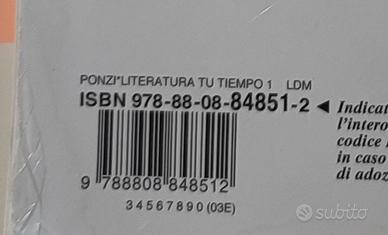 PONZI*LITERATURA TU TIEMPO 1 LDM
ISBN 978-88-08-84851-2 ◄ Indicat
l'intero
codice
in caso
di adoz
9 788808 848512
34567890 (03E)
subito